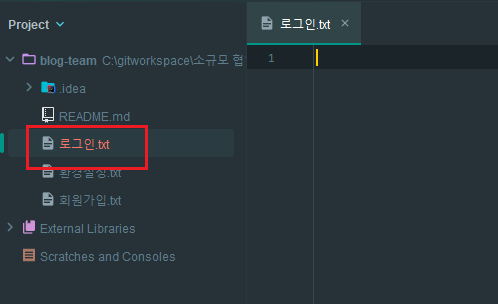 Project
로그인.txt
blog-team C:\gitworkspace\소규모 협
.idea
1
README.md
로그인.txt
환경설정.txt
회원가입.txt
External Libraries
Scratches and Consoles